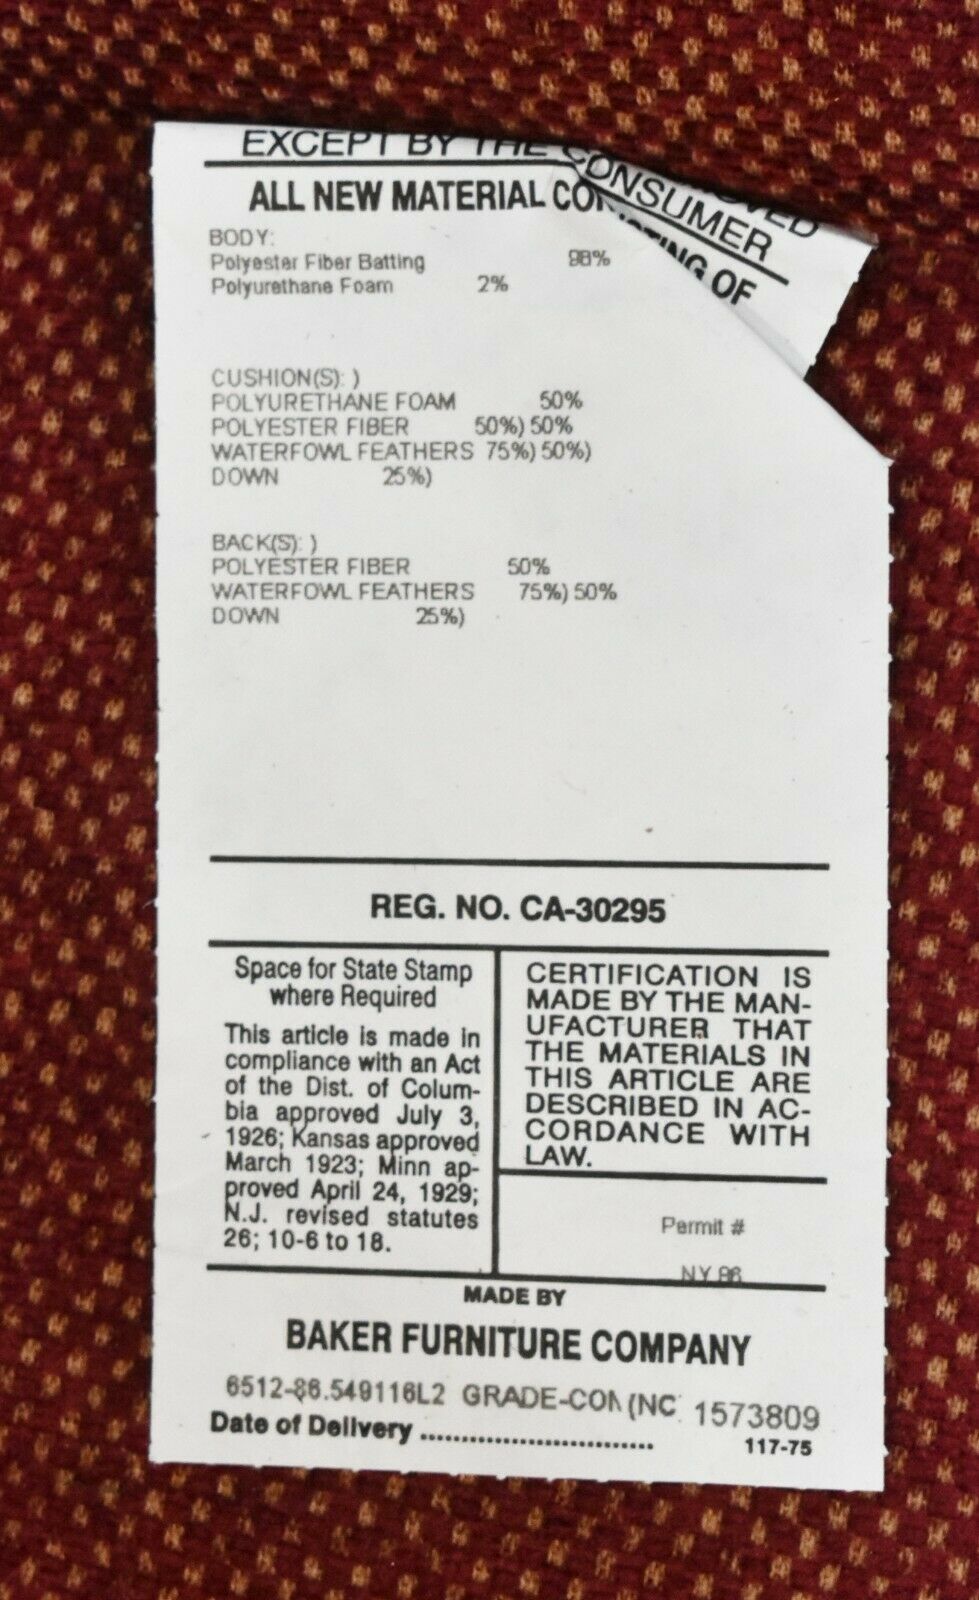 EXCEPT BY THE CONSUMER
ALL NEW MATERIAL CONSISTING OF
BODY:
Polyester Fiber Batting 98%
Polyurethane Foam 2%
CUSHION(S): )
POLYURETHANE FOAM 50%
POLYESTER FIBER 50%) 50%
WATERFOWL FEATHERS 75%) 50%)
DOWN 25%)
BACK(S): )
POLYESTER FIBER 50%
WATERFOWL FEATHERS 75%) 50%
DOWN 25%)
REG. NO. CA-30295
Space for State Stamp
where Required
This article is made in
compliance with an Act
of the Dist. of Colum-
bia approved July 3,
1926; Kansas approved
March 1923; Minn ap-
proved April 24, 1929;
N.J. revised statutes
26; 10-6 to 18.
CERTIFICATION IS
MADE BY THE MAN-
UFACTURER THAT
THE MATERIALS IN
THIS ARTICLE ARE
DESCRIBED IN AC-
CORDANCE WITH
LAW.
Permit #
NY 86
MADE BY
BAKER FURNITURE COMPANY
6512-86.549116L2 GRADE-COM (NC 1573809
Date of Delivery ............................ 117-75